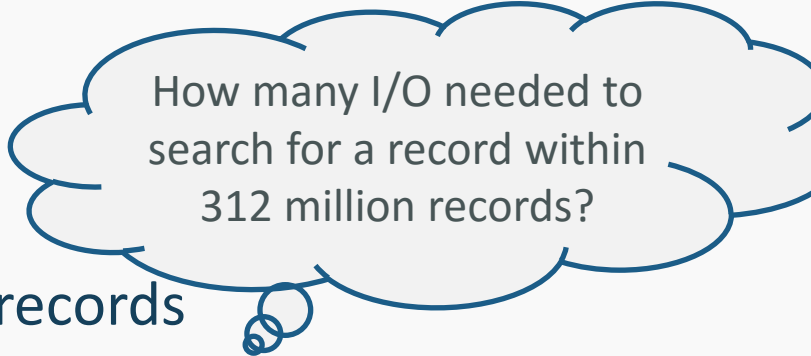 How many I/O needed to
search for a record within
312 million records?
records